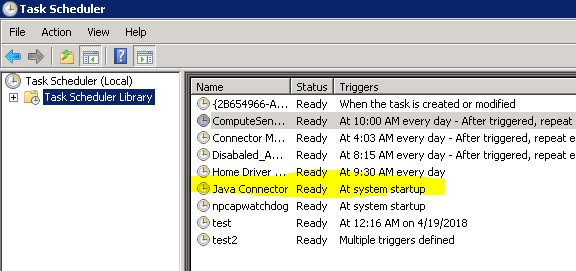 Task Scheduler
File Action View Help
Task Scheduler (Local)
Task Scheduler Library
Name Status Triggers
{2B654966-A... Ready When the task is created or modified
ComputeSen... Ready At 10:00 AM every day - After triggered, repeat
Connector M... Ready At 4:03 AM every day - After triggered, repeat e
Disabaled_A... Ready At 8:15 AM every day - After triggered, repeat e
Home Driver ... Ready At 9:30 AM every day
Java Connector Ready At system startup
npcapwatchdog Ready At system startup
test Ready At 12:16 AM on 4/19/2018
test2 Ready Multiple triggers defined